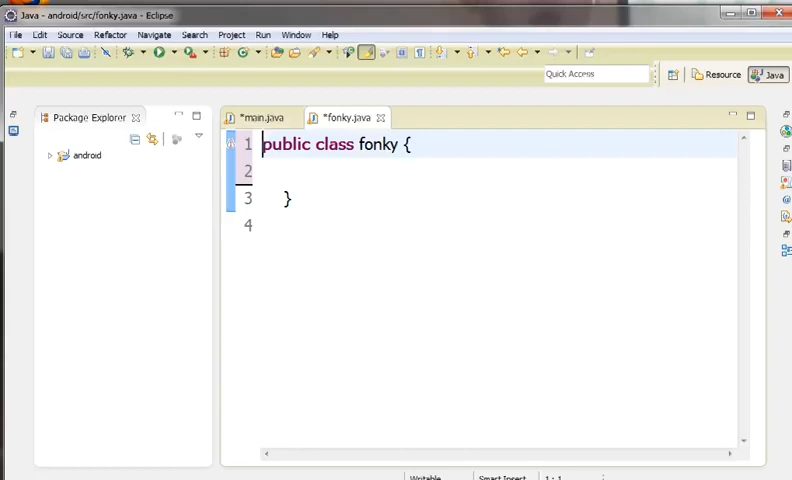 Java - android/src/fonky.java - Eclipse
File Edit Source Refactor Navigate Search Project Run Window Help
Quick Access
Resource
Java
Package Explorer
*main.java
*fonky.java
android
1 public class fonky {
2
3 }
4
Writable
Smart Insert
1 : 1